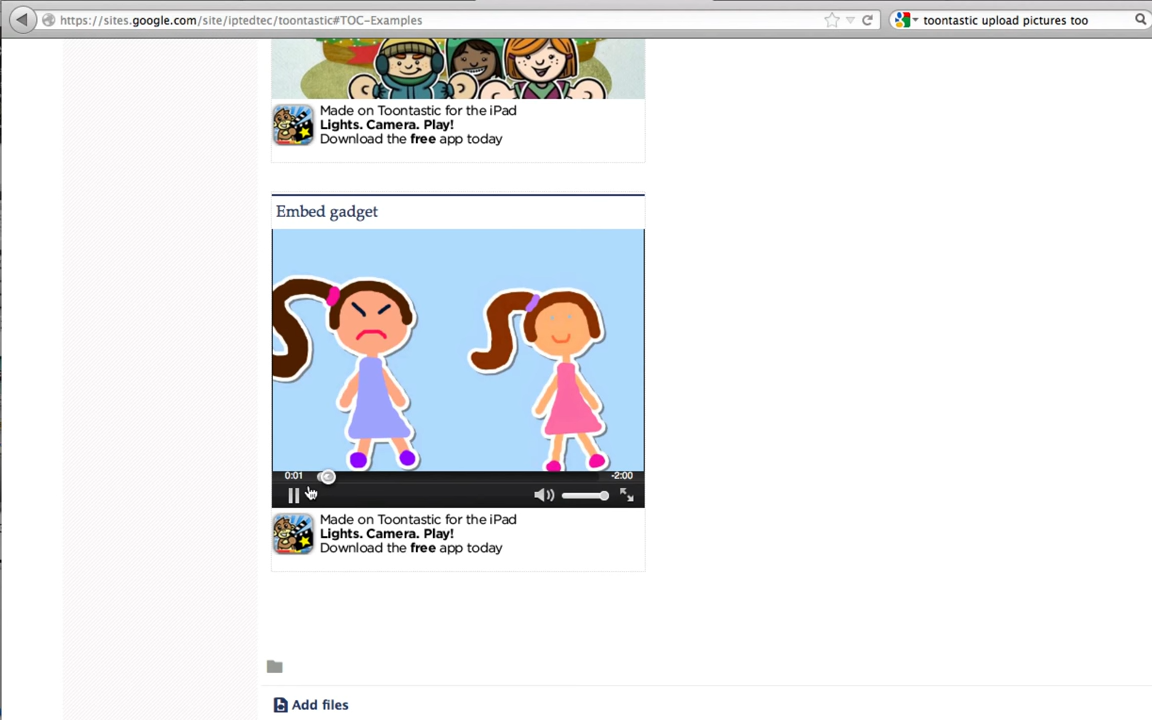 https://sites.google.com/site/iptedtec/toontastic#TOC-Examples
toontastic upload pictures too
Made on Toontastic for the iPad
Lights. Camera. Play!
Download the free app today
Embed gadget
0:01
-2:00
Made on Toontastic for the iPad
Lights. Camera. Play!
Download the free app today
Add files